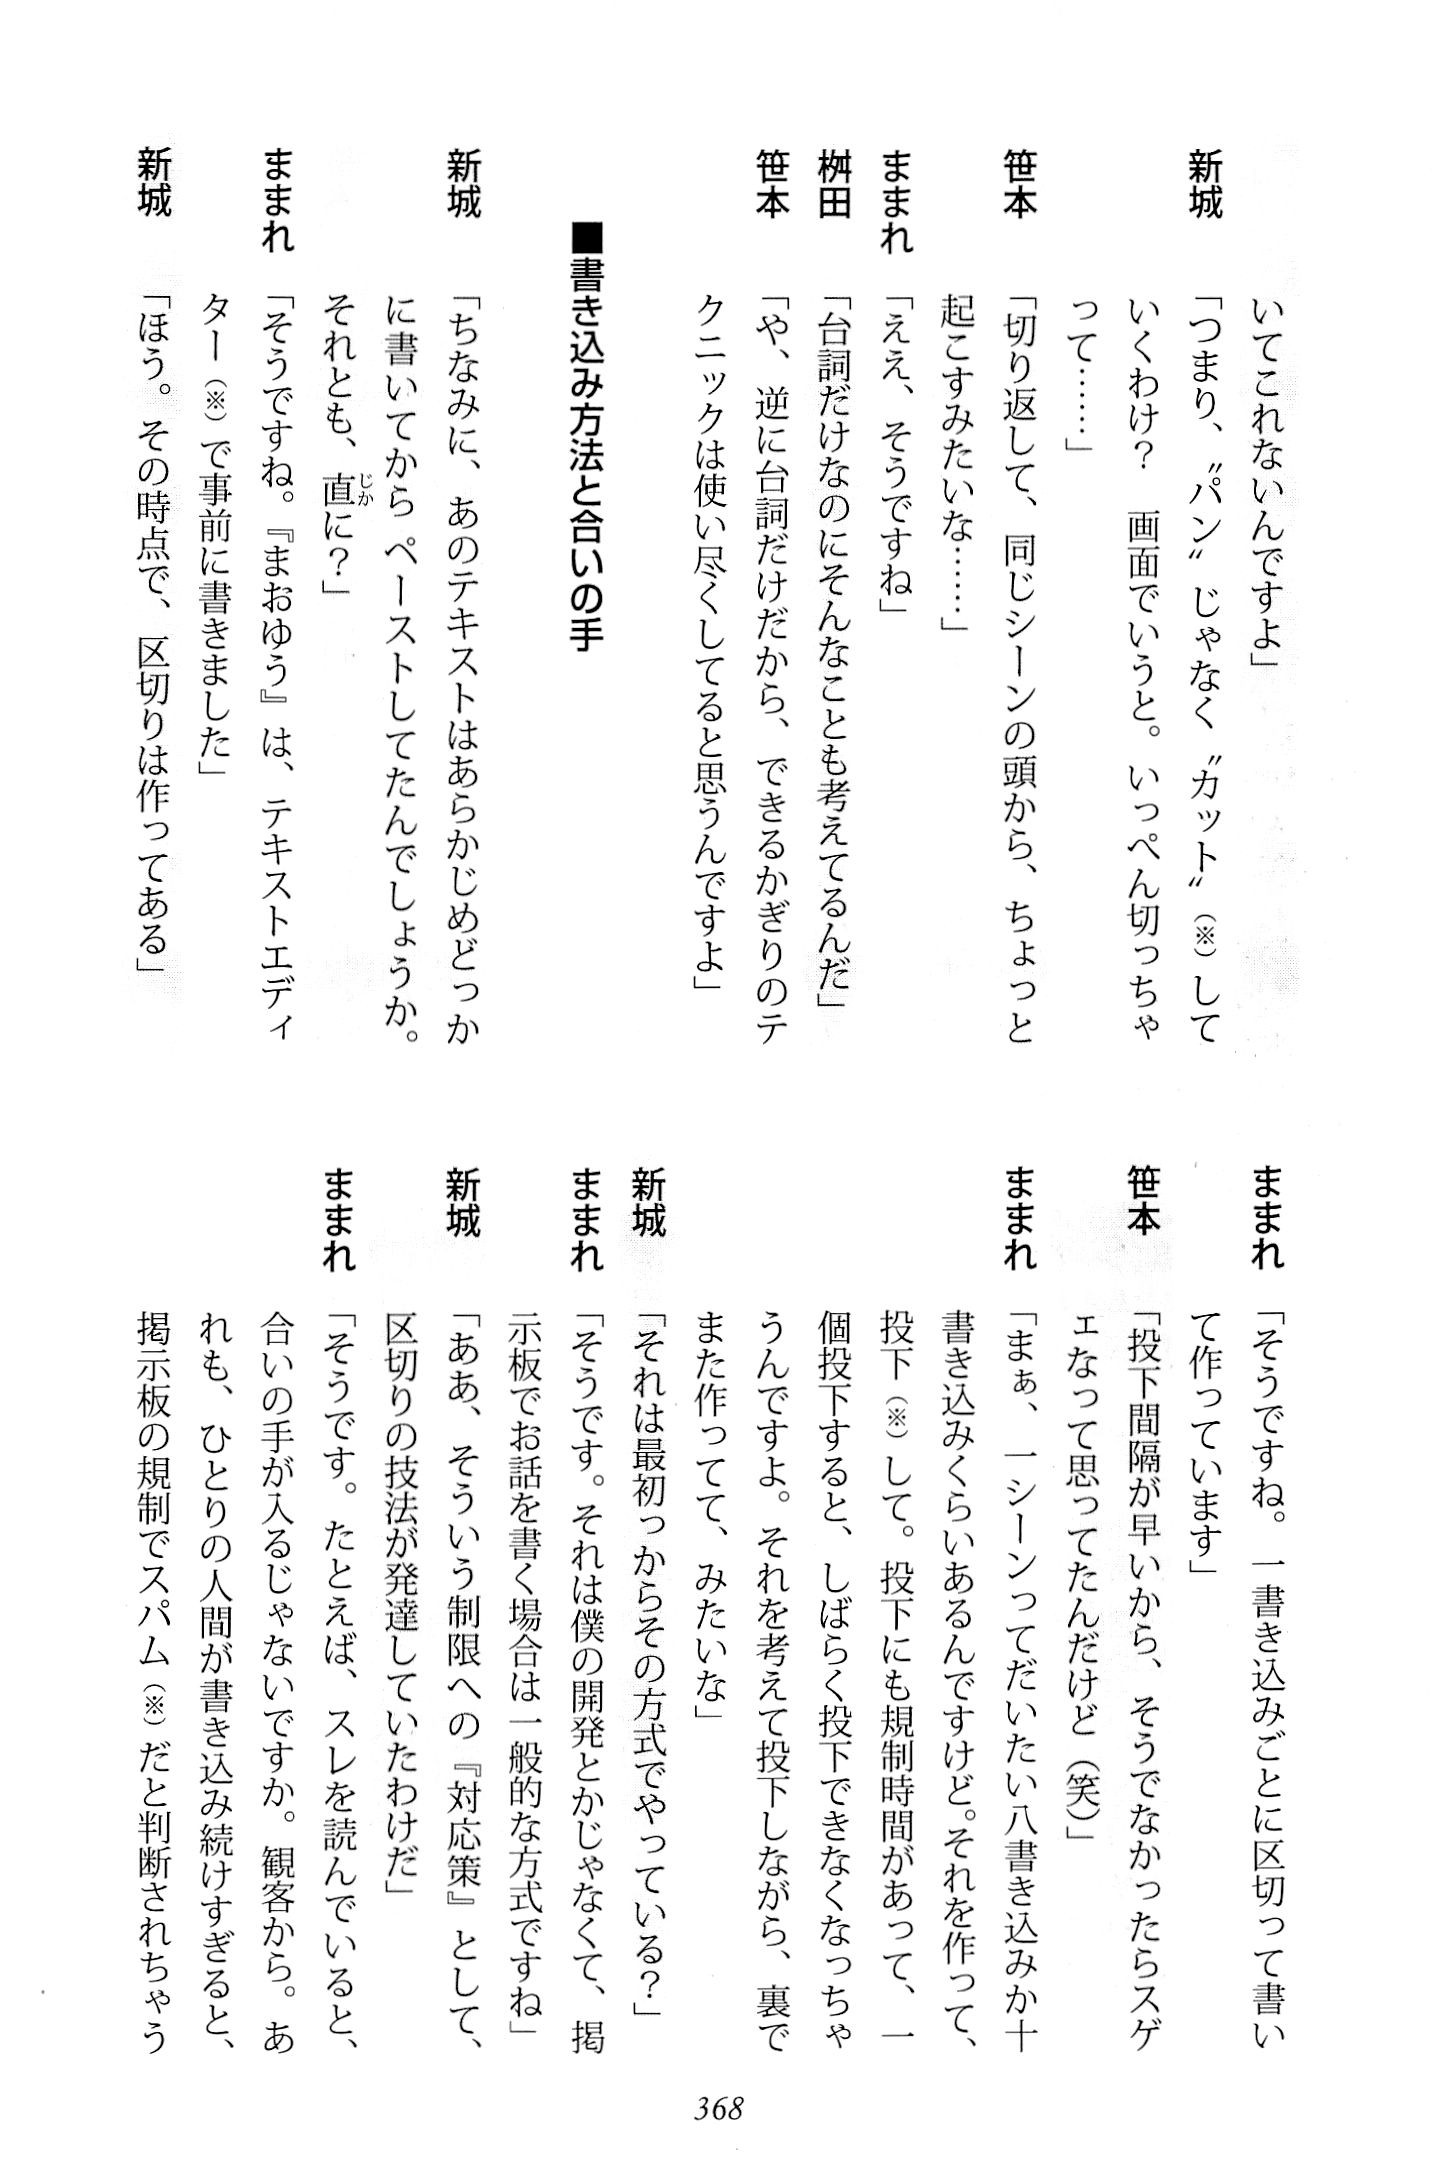 いてこれないんですよ」
新城　「つまり、〝パン〟じゃなく〝カット〟（※）して
いくわけ？　画面でいうと。いっぺん切っちゃ
って……」
笹本　「切り返して、同じシーンの頭から、ちょっと
起こすみたいな……」
ままれ　「ええ、そうですね」
桝田　「台詞だけなのにそんなことも考えてるんだ」
笹本　「や、逆に台詞だけだから、できるかぎりのテ
クニックは使い尽くしてると思うんですよ」
■書き込み方法と合いの手
新城　「ちなみに、あのテキストはあらかじめどっか
に書いてからペーストしてたんでしょうか。
それとも、直に？」
じか
ままれ　「そうですね。『まおゆう』は、テキストエディ
ター（※）で事前に書きました」
新城　「ほう。その時点で、区切りは作ってある」
ままれ　「そうですね。一書き込みごとに区切って書い
て作っています」
笹本　「投下間隔が早いから、そうでなかったらスゲ
ェなって思ってたんだけど（笑）」
ままれ　「まぁ、一シーンってだいたい八書き込みか十
書き込みくらいあるんですけど。それを作って、
投下（※）して。投下にも規制時間があって、一
個投下すると、しばらく投下できなくなっちゃ
うんですよ。それを考えて投下しながら、裏で
また作ってて、みたいな」
新城　「それは最初っからその方式でやっている？」
ままれ　「そうです。それは僕の開発とかじゃなくて、掲
示板でお話を書く場合は一般的な方式ですね」
新城　「ああ、そういう制限への『対応策』として、
区切りの技法が発達していたわけだ」
ままれ　「そうです。たとえば、スレを読んでいると、
合いの手が入るじゃないですか。観客から。あ
れも、ひとりの人間が書き込み続けすぎると、
掲示板の規制でスパム（※）だと判断されちゃう
368